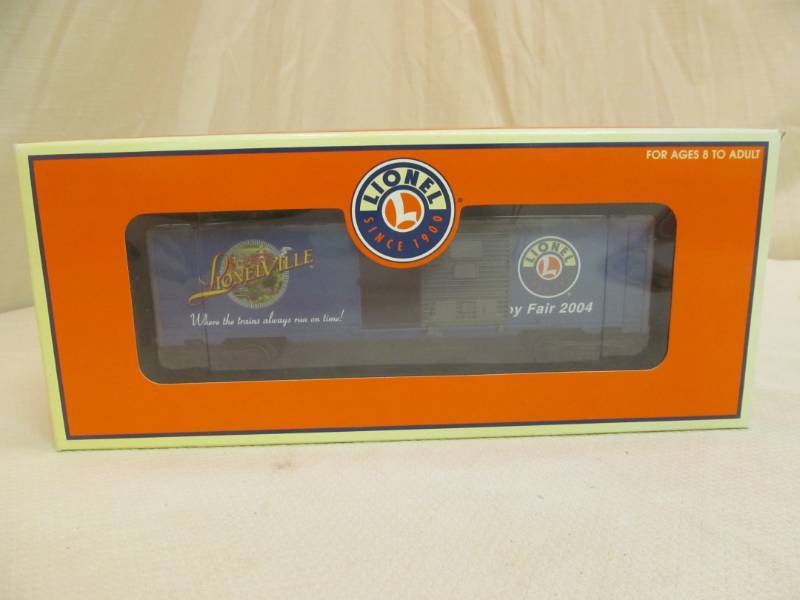 FOR AGES 8 TO ADULT
LIONEL
SINCE 1900
LIONELVILLE
Where the trains always run on time!
LIONEL
oy Fair 2004